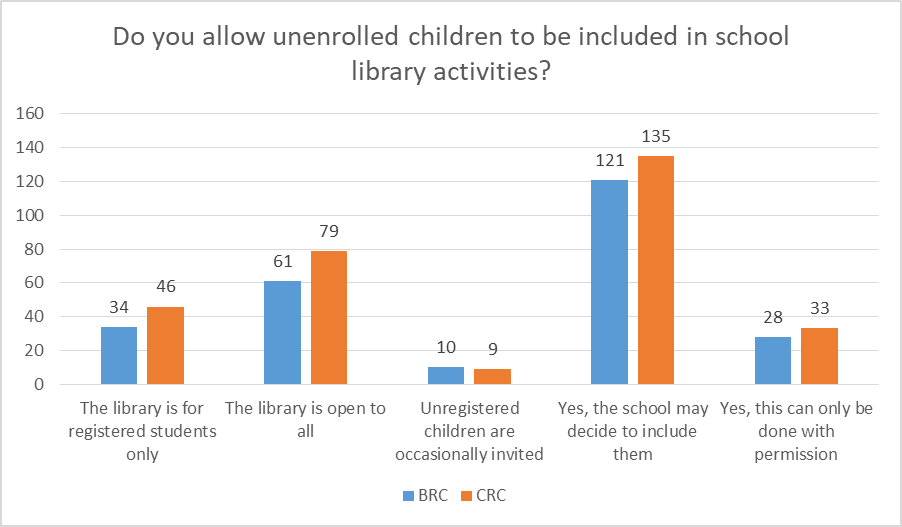 Do you allow unenrolled children to be included in school
library activities?
160
140
120
100
80
60
40
20
0
34
46
61
79
10
9
121
135
28
33
The library is for
registered students
only
The library is open to
all
Unregistered
children are
occasionally invited
Yes, the school may
decide to include
them
Yes, this can only be
done with
permission
BRC
CRC